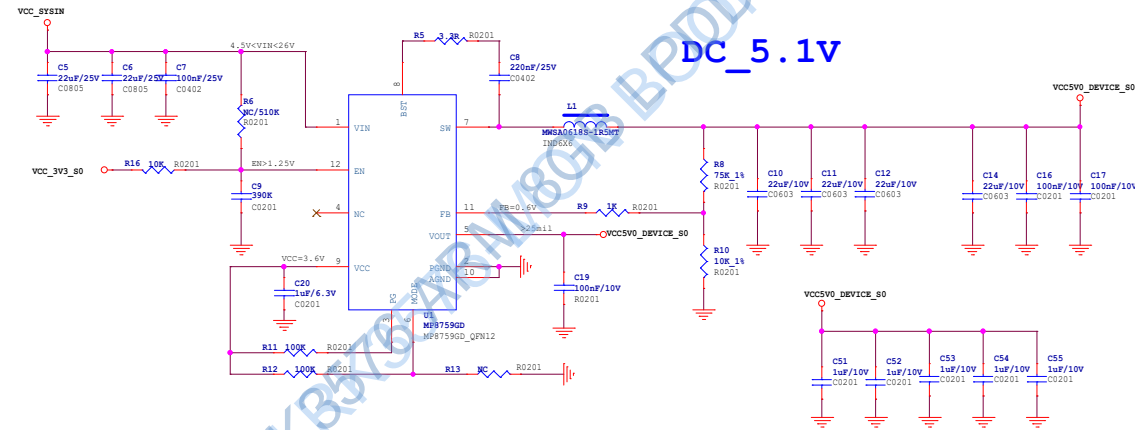 VCC_SYSIN
4.5V<VIN<26V
C5
22uF/25V
C0805
C6
22uF/25V
C0805
C7
100nF/25V
C0402
R6
NC/510K
R0201
R5
3.3R
R0201
C8
220nF/25V
C0402
DC_5.1V
VCC5V0_DEVICE_S0
L1
MWSA0618S-1R5MT
IND6X6
VCC_3V3_S0
R16
10K
R0201
EN>1.25V
C9
390K
C0201
1
VIN
12
EN
4
NC
9
VCC
8
BST
SW
7
FB
11
VOUT
5
PGND
2
AGND
10
PG
3
MODE
6
U1
MP8759GD
MP8759GD_QFN12
VCC=3.6V
C20
1uF/6.3V
C0201
R11
100K
R0201
R12
100K
R0201
R13
NC
R0201
FB=0.6V
R9
1K
R0201
>25mil
VCC5V0_DEVICE_S0
C19
100nF/10V
R0201
R8
75K_1%
R0201
R10
10K_1%
R0201
C10
22uF/10V
C0603
C11
22uF/10V
C0603
C12
22uF/10V
C0603
C14
22uF/10V
C0603
C16
100nF/10V
C0201
C17
100nF/10V
C0201
VCC5V0_DEVICE_S0
C51
1uF/10V
C0201
C52
1uF/10V
C0201
C53
1uF/10V
C0201
C54
1uF/10V
C0201
C55
1uF/10V
C0201